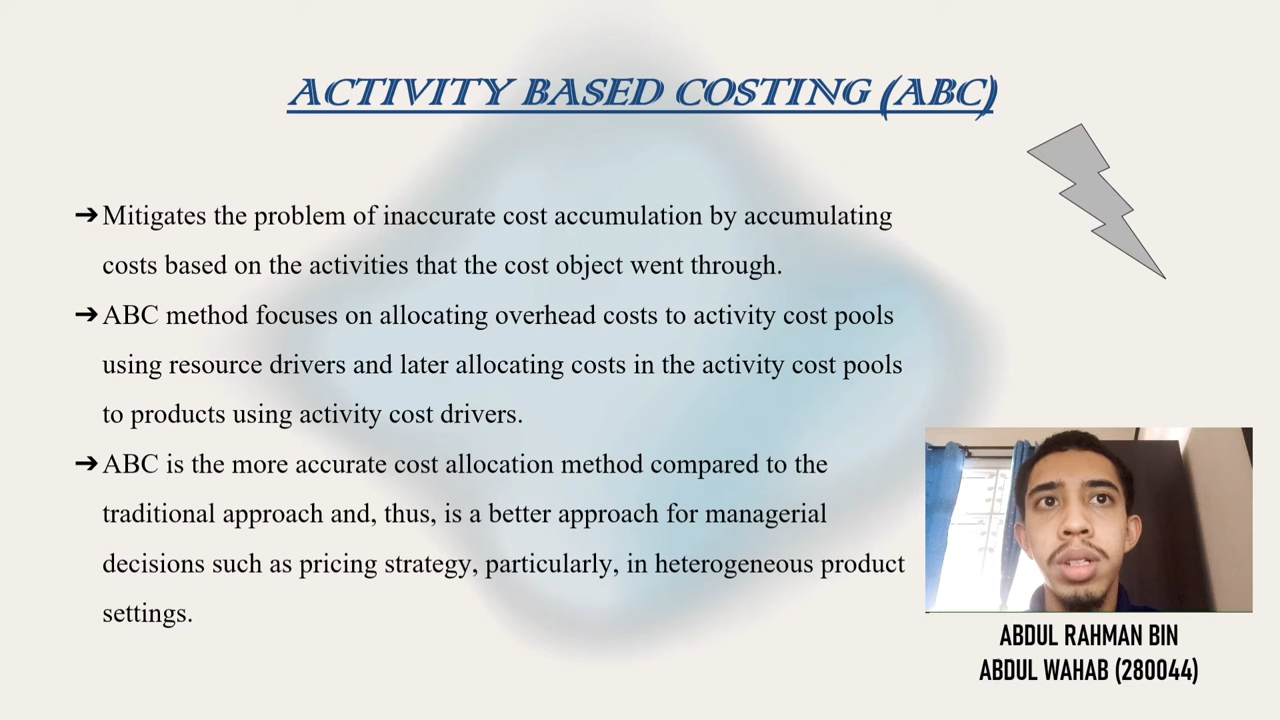 ACTIVITY BASED COSTING (ABC)
➔ Mitigates the problem of inaccurate cost accumulation by accumulating
costs based on the activities that the cost object went through.
➔ ABC method focuses on allocating overhead costs to activity cost pools
using resource drivers and later allocating costs in the activity cost pools
to products using activity cost drivers.
➔ ABC is the more accurate cost allocation method compared to the
traditional approach and, thus, is a better approach for managerial
decisions such as pricing strategy, particularly, in heterogeneous product
settings.
ABDUL RAHMAN BIN
ABDUL WAHAB (280044)